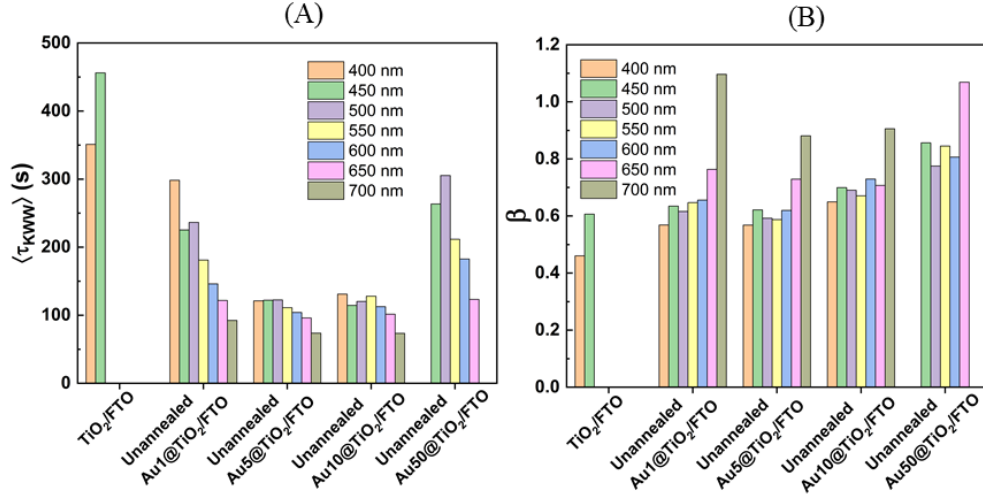 (A)
(B)
500
400
300
200
100
0
⟨τKWW⟩ (s)
400 nm
450 nm
500 nm
550 nm
600 nm
650 nm
700 nm
TiO2/FTO
Unannealed
Au1@TiO2/FTO
Unannealed
Au5@TiO2/FTO
Unannealed
Au10@TiO2/FTO
Unannealed
Au50@TiO2/FTO
1.2
1.0
0.8
0.6
0.4
0.2
0.0
β
400 nm
450 nm
500 nm
550 nm
600 nm
650 nm
700 nm
TiO2/FTO
Unannealed
Au1@TiO2/FTO
Unannealed
Au5@TiO2/FTO
Unannealed
Au10@TiO2/FTO
Unannealed
Au50@TiO2/FTO